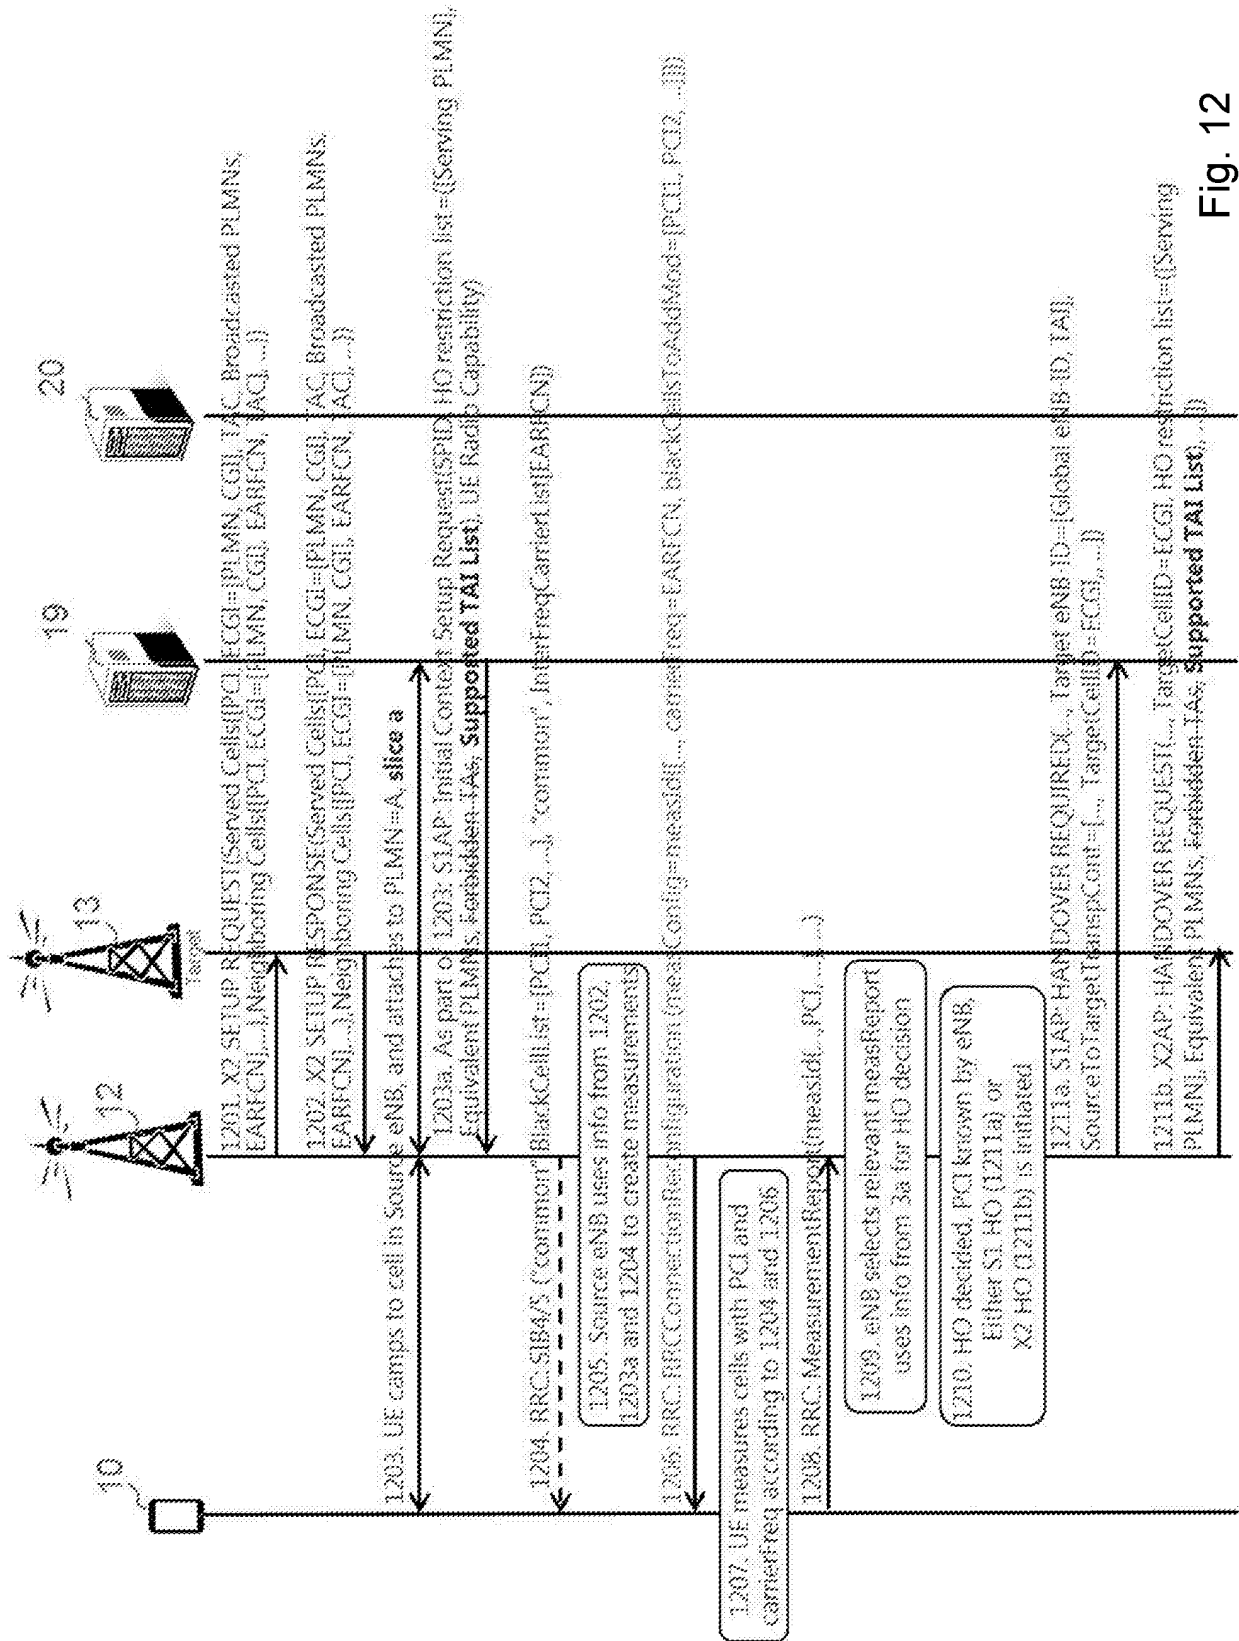 10
12
13
19
20
Target
1201. X2 SETUP REQUEST(Served Cells[[PCI, ECGI=[PLMN, CGI], TAC, Broadcasted PLMNs,
EARFCN],...],Neighboring Cells[[PCI, ECGI=[PLMN, CGI], EARFCN, TAC], ...])
1202. X2 SETUP RESPONSE(Served Cells[[PCI, ECGI=[PLMN, CGI], TAC, Broadcasted PLMNs,
EARFCN],...],Neighboring Cells[[PCI, ECGI=[PLMN, CGI], EARFCN, TAC], ...])
1203. UE camps to cell in Source eNB, and attaches to PLMN=A, slice a
1203a. As part of 1203: S1AP: Initial Context Setup Request(SPID, HO restriction list=([Serving PLMN],
Equivalent PLMNs, Forbidden TAs, Supported TAI List), UE Radio Capability)
1204. RRC: SIB4/5 ("common" BlackCellList = [PCI1, PCI2, ...], "common", InterFreqCarrierList[EARFCN])
1205. Source eNB uses info from 1202,
1203a and 1204 to create measurements
1206: RRC: RRCConnectionReconfiguration (measConfig=measId[.., carrierFreq=EARFCN, blackCellsToAddMod=[PCI1, PCI2, ...]])
1207. UE measures cells with PCI and
carrierFreq according to 1204 and 1206
1208. RRC: MeasurementReport(measId[...,PCI, ...,...)
1209. eNB selects relevant measReport
uses info from 3a for HO decision
1210. HO decided, PCI known by eNB,
Either S1 HO (1211a) or
X2 HO (1211b) is initiated
1211a. S1AP: HANDOVER REQUIRED(.., Target eNB-ID=[Global eNB-ID, TAI],
SourceToTargetTranspCont=[..., TargetCellID=ECGI,, ...])
1211b. X2AP: HANDOVER REQUEST(.., TargetCellID=ECGI, HO restriction list=([Serving
PLMN], Equivalent PLMNs, Forbidden TAs, Supported TAI List), ...])
Fig. 12